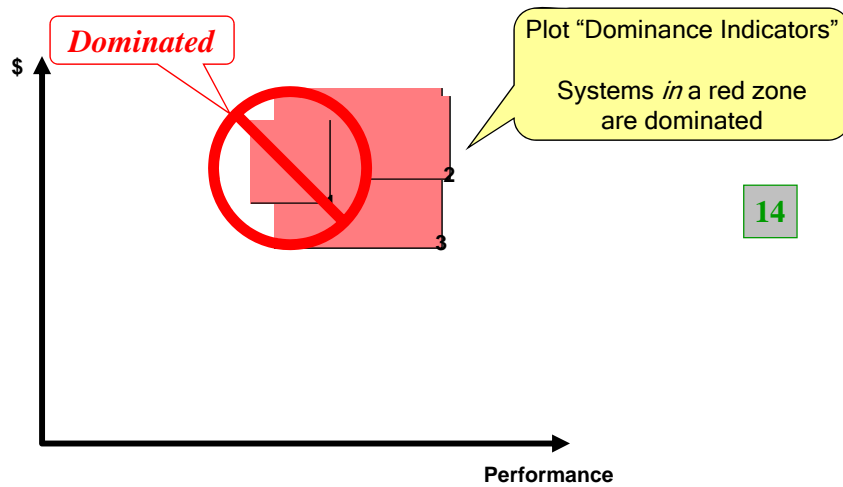 Dominated
Plot “Dominance Indicators”
Systems in a red zone
are dominated
$
2
14
3
Performance